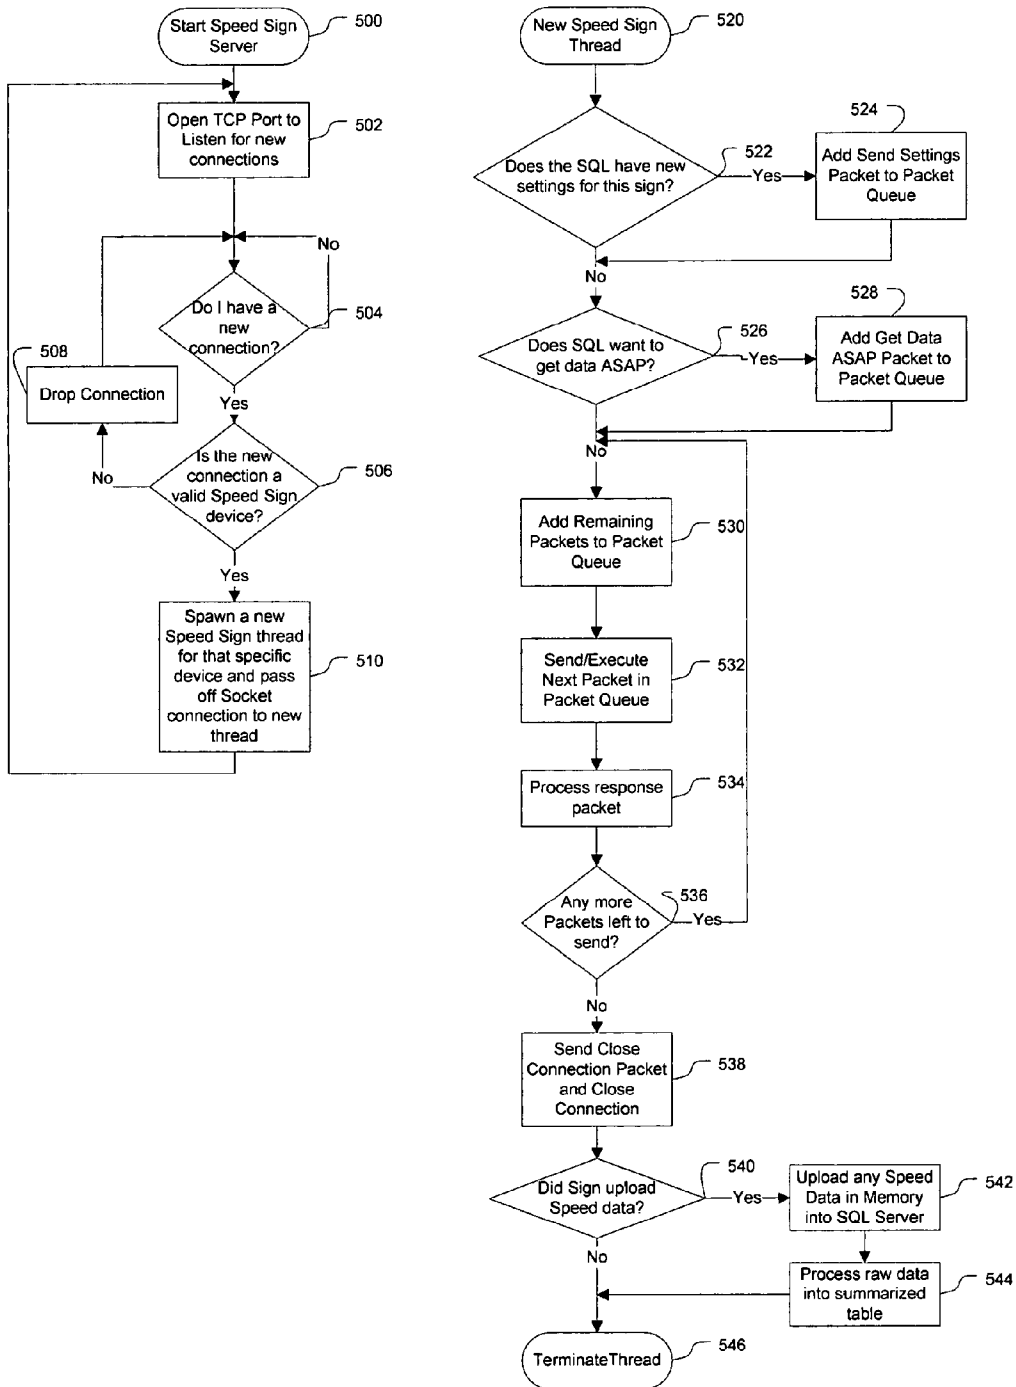 Start Speed Sign
Server
500
Open TCP Port to
Listen for new
connections
502
No
Do I have a
new
connection?
504
508
Drop Connection
Yes
Is the new
connection a
valid Speed Sign
device?
506
No
Yes
Spawn a new
Speed Sign thread
for that specific
device and pass
off Socket
connection to new
thread
510
New Speed Sign
Thread
520
Does the SQL have new
settings for this sign?
522
Yes
524
Add Send Settings
Packet to Packet
Queue
No
Does SQL want to
get data ASAP?
526
Yes
528
Add Get Data
ASAP Packet to
Packet Queue
No
Add Remaining
Packets to Packet
Queue
530
Send/Execute
Next Packet in
Packet Queue
532
Process response
packet
534
Any more
Packets left to
send?
536
Yes
No
Send Close
Connection Packet
and Close
Connection
538
Did Sign upload
Speed data?
540
Yes
Upload any Speed
Data in Memory
into SQL Server
542
No
Process raw data
into summarized
table
544
TerminateThread
546